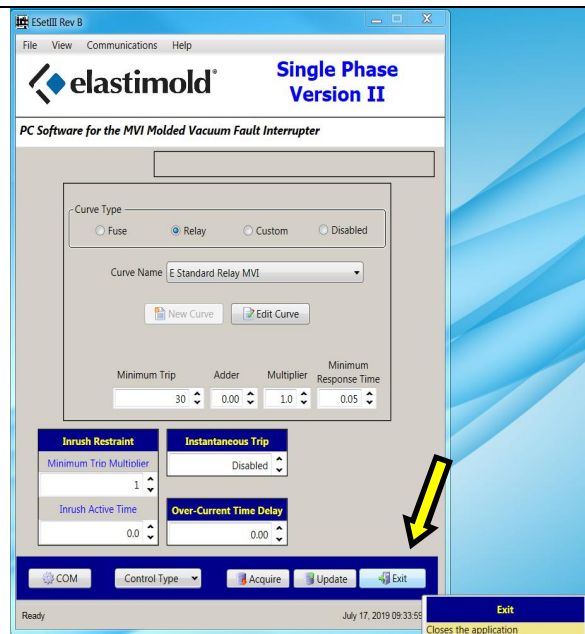 ESetIII Rev B
File View Communications Help
elastimold®
Single Phase
Version II
PC Software for the MVI Molded Vacuum Fault Interrupter
Curve Type
Fuse Relay Custom Disabled
Curve Name E Standard Relay MVI
New Curve Edit Curve
Minimum Trip Adder Multiplier Minimum
Response Time
30 0.00 1.0 0.05
Inrush Restraint
Minimum Trip Multiplier
1
Inrush Active Time
0.0
Instantaneous Trip
Disabled
Over-Current Time Delay
0.00
COM Control Type Acquire Update Exit
Ready July 17, 2019 09:33:59
Exit
Closes the application